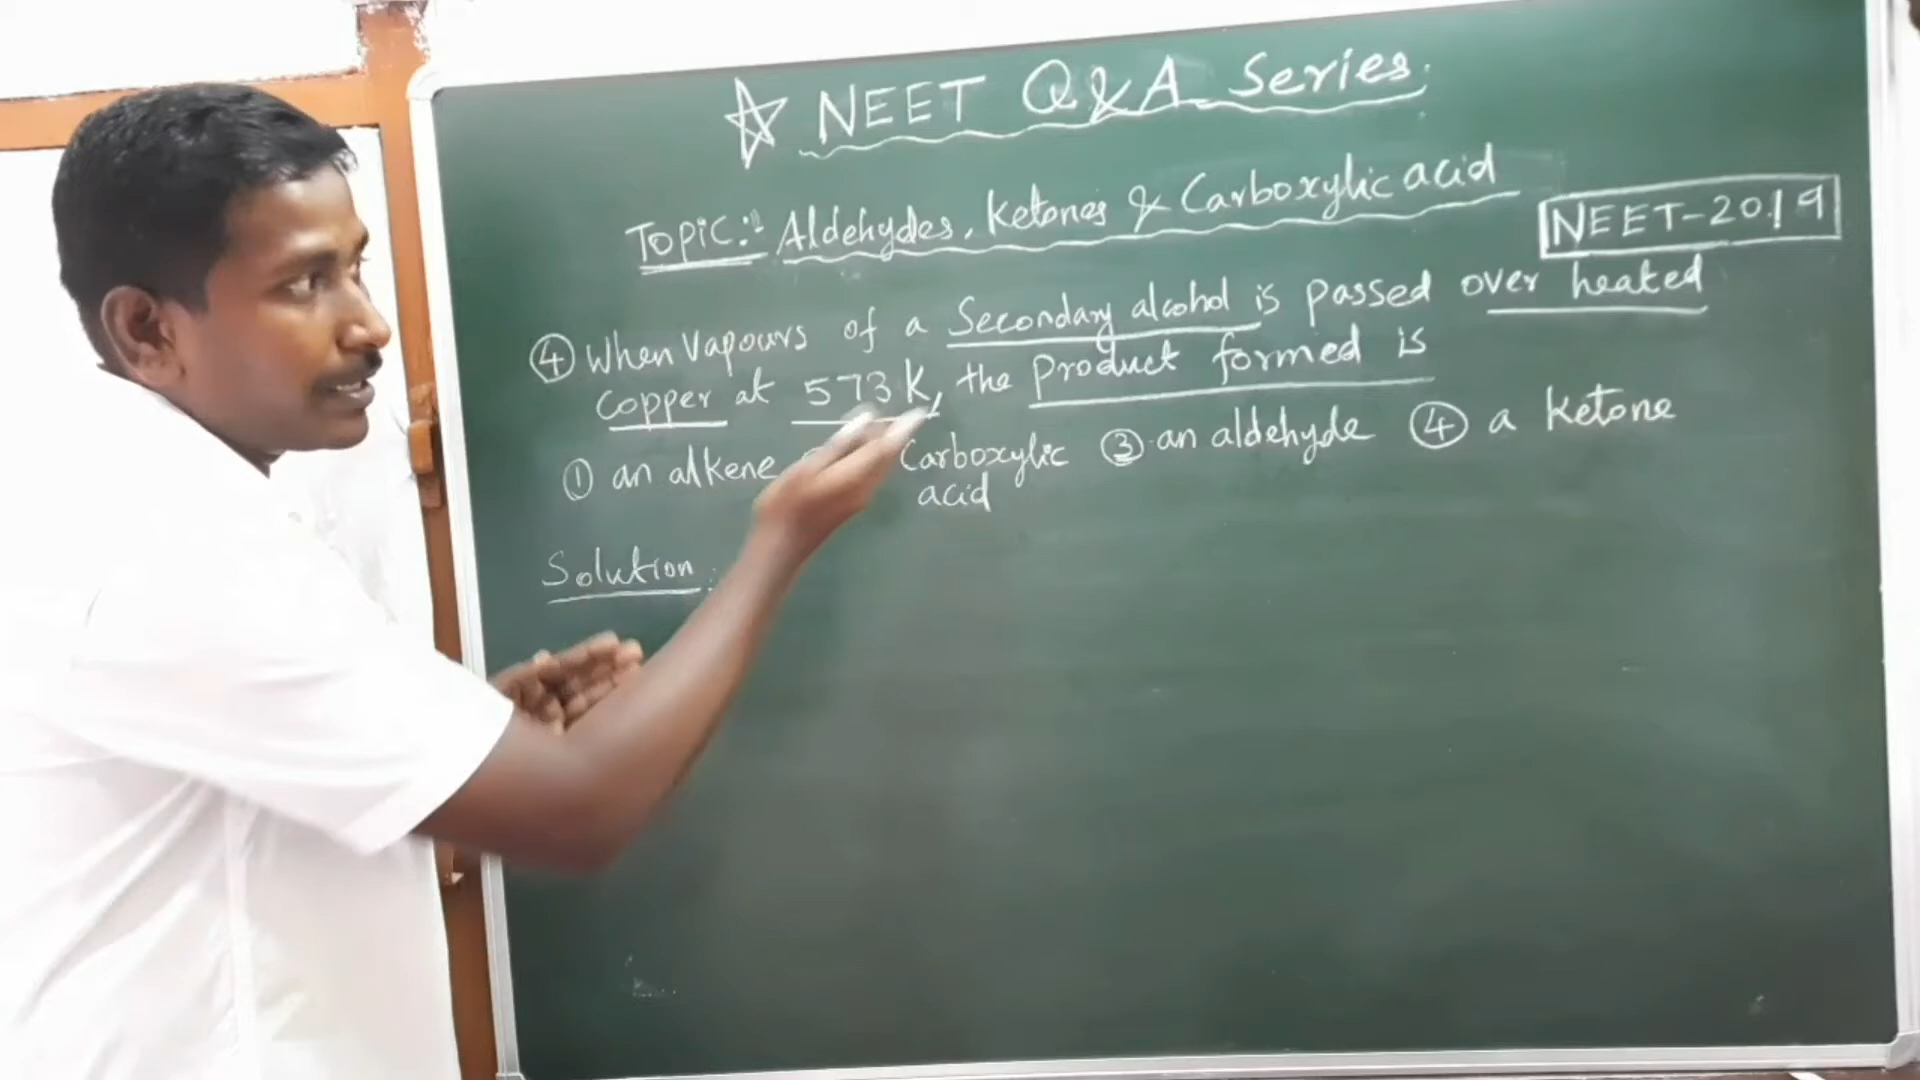 NEET Q&A Series.
Topic:- Aldehydes, Ketones & Carboxylic acid
NEET-2019
④ When Vapours of a Secondary alcohol is passed over heated
Copper at 573K, the product formed is
① an alkene Carboxylic ③ an aldehyde ④ a ketone
acid
Solution: